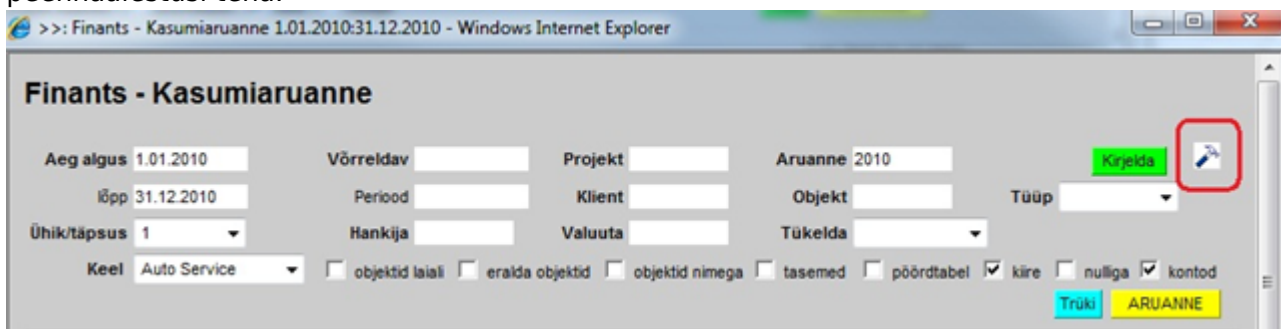 >>: Finants - Kasumiaruanne 1.01.2010:31.12.2010 - Windows Internet Explorer
Finants - Kasumiaruanne
Aeg algus 1.01.2010 Võrreldav Projekt Aruanne 2010 Kirjelda
lõpp 31.12.2010 Periood Klient Objekt Tüüp
Ühik/täpsus 1 Hankija Valuuta Tükelda
Keel Auto Service objektid laiali eralda objektid objektid nimega tasemed pöördtabel kiire nulliga kontod
Trüki ARUANNE